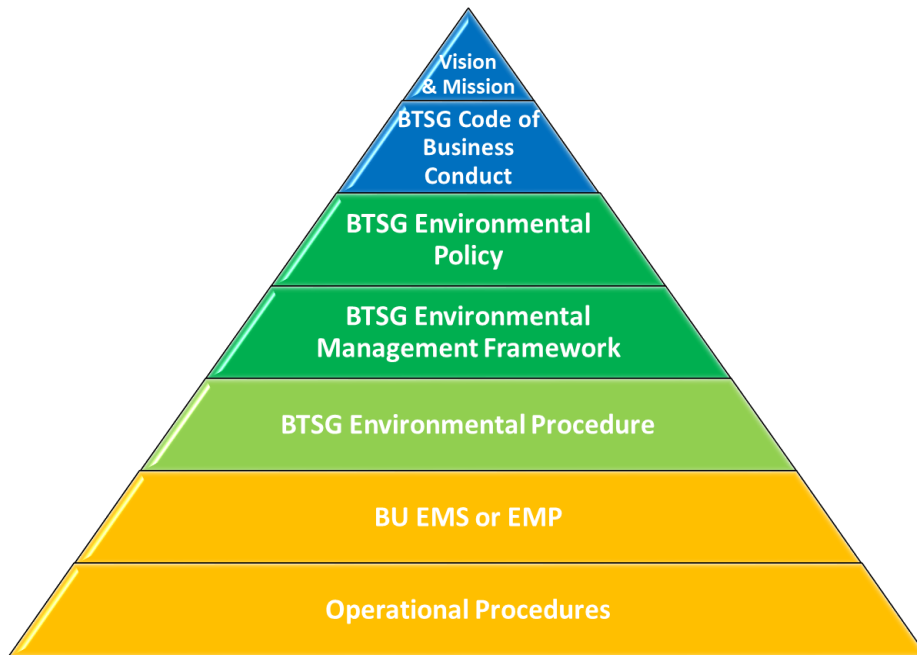 Vision
& Mission
BTSG Code of
Business
Conduct
BTSG Environmental
Policy
BTSG Environmental
Management Framework
BTSG Environmental Procedure
BU EMS or EMP
Operational Procedures